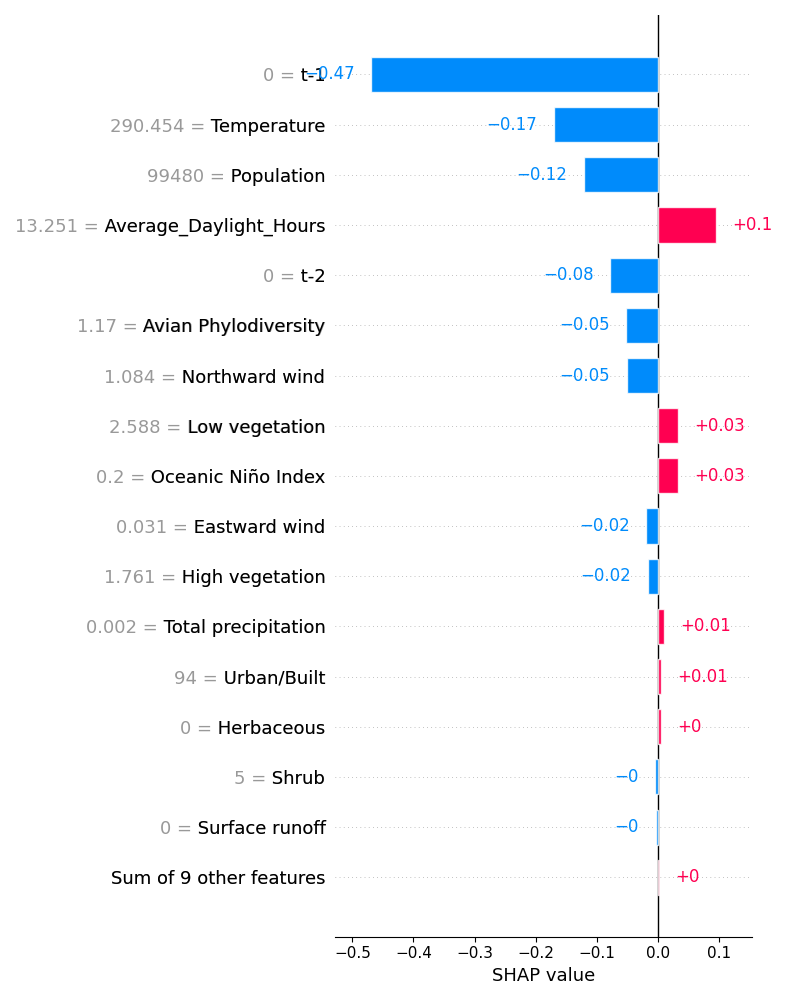 0 = t-1 −0.47
290.454 = Temperature −0.17
99480 = Population −0.12
13.251 = Average_Daylight_Hours +0.1
0 = t-2 −0.08
1.17 = Avian Phylodiversity −0.05
1.084 = Northward wind −0.05
2.588 = Low vegetation +0.03
0.2 = Oceanic Niño Index +0.03
0.031 = Eastward wind −0.02
1.761 = High vegetation −0.02
0.002 = Total precipitation +0.01
94 = Urban/Built +0.01
0 = Herbaceous +0
5 = Shrub −0
0 = Surface runoff −0
Sum of 9 other features +0
−0.5 −0.4 −0.3 −0.2 −0.1 0.0 0.1
SHAP value